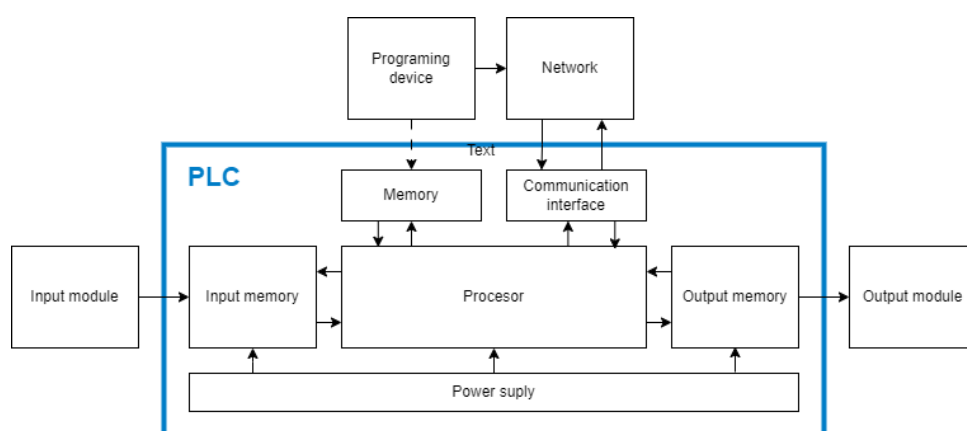 Programing
device
Network
Text
PLC
Memory
Communication
interface
Input module
Input memory
Procesor
Output memory
Output module
Power suply